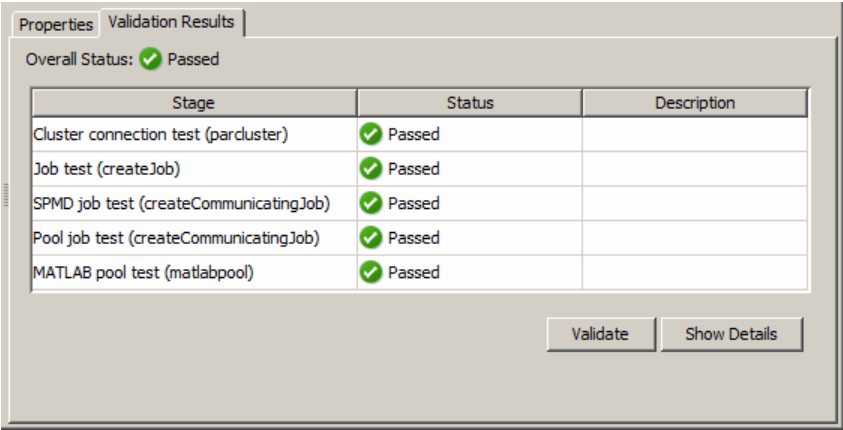 Properties Validation Results
Overall Status: Passed
Stage Status Description
Cluster connection test (parcluster) Passed
Job test (createJob) Passed
SPMD job test (createCommunicatingJob) Passed
Pool job test (createCommunicatingJob) Passed
MATLAB pool test (matlabpool) Passed
Validate Show Details